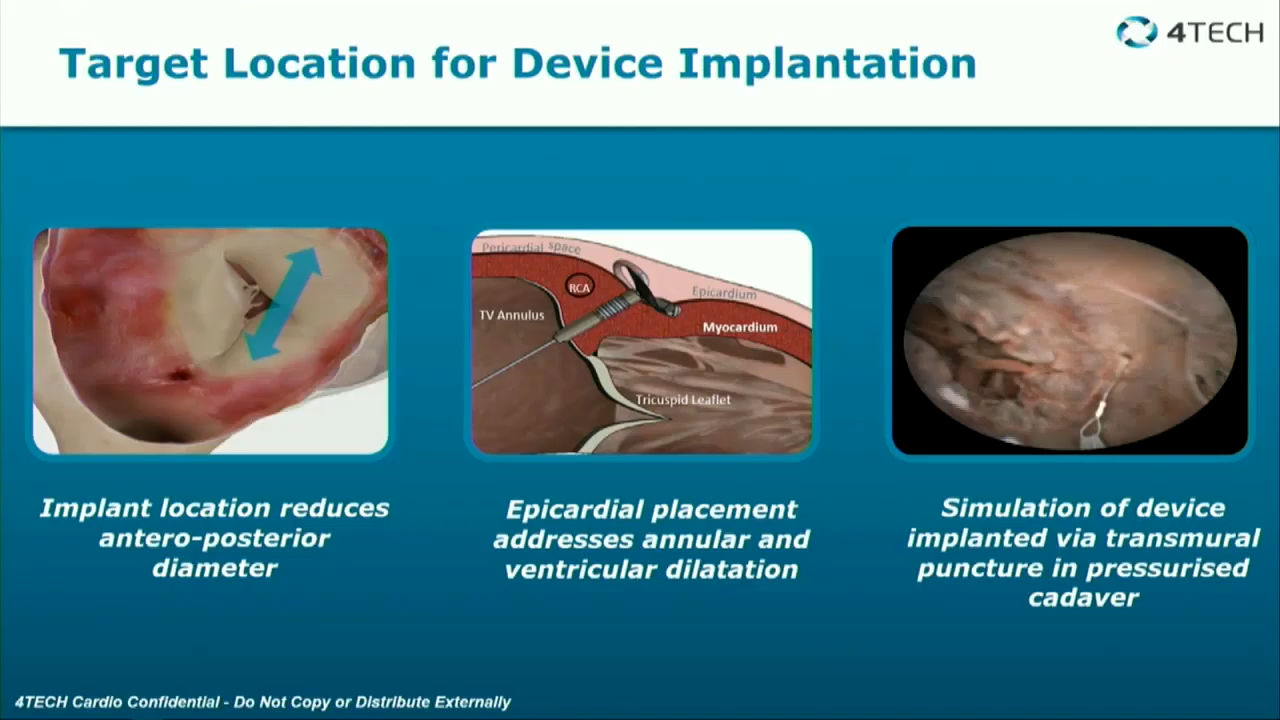 4TECH
Target Location for Device Implantation
Pericardial space
RCA
Epicardium
TV Annulus
Myocardium
Tricuspid Leaflet
Implant location reduces
antero-posterior
diameter
Epicardial placement
addresses annular and
ventricular dilatation
Simulation of device
implanted via transmural
puncture in pressurised
cadaver
4TECH Cardio Confidential - Do Not Copy or Distribute Externally